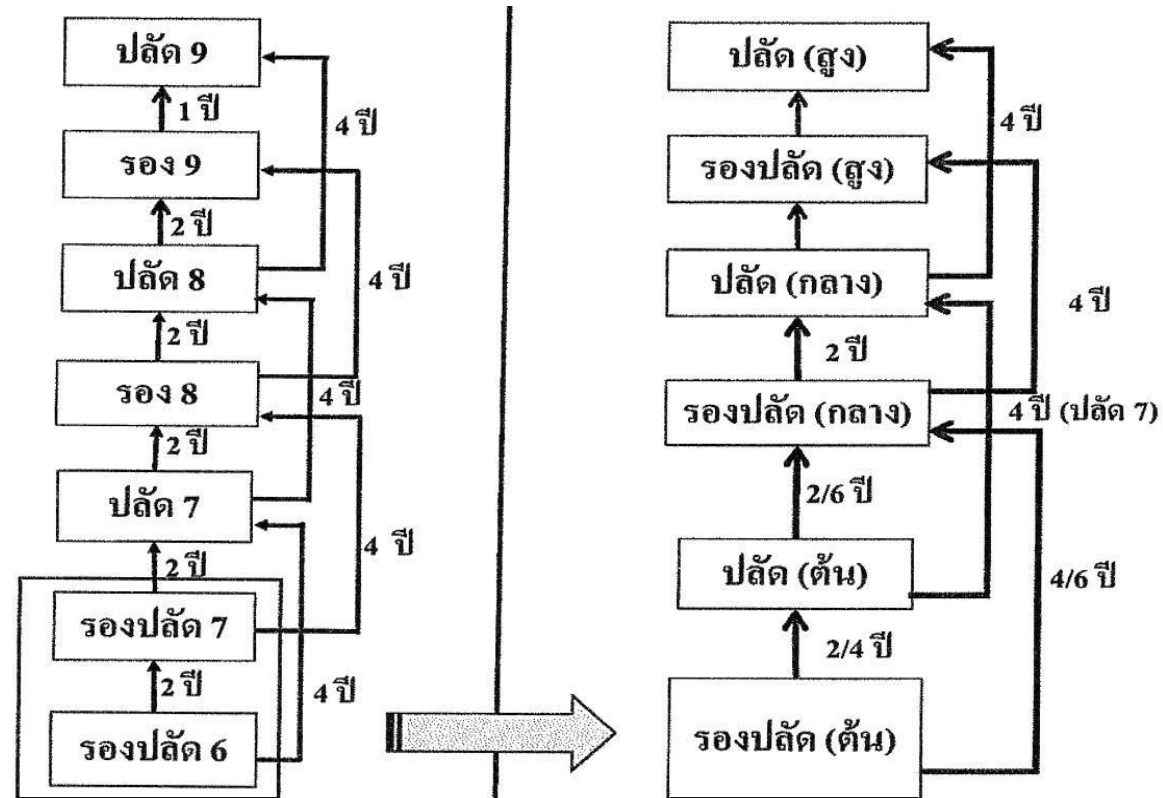 ปลัด 9
1 ปี
4 ปี
รอง 9
2 ปี
ปลัด 8
4 ปี
2 ปี
รอง 8
4 ปี
2 ปี
ปลัด 7
4 ปี
2 ปี
รองปลัด 7
2 ปี
4 ปี
รองปลัด 6
ปลัด (สูง)
4 ปี
รองปลัด (สูง)
ปลัด (กลาง)
4 ปี
2 ปี
รองปลัด (กลาง)
4 ปี (ปลัด 7)
2/6 ปี
ปลัด (ต้น)
4/6 ปี
2/4 ปี
รองปลัด (ต้น)